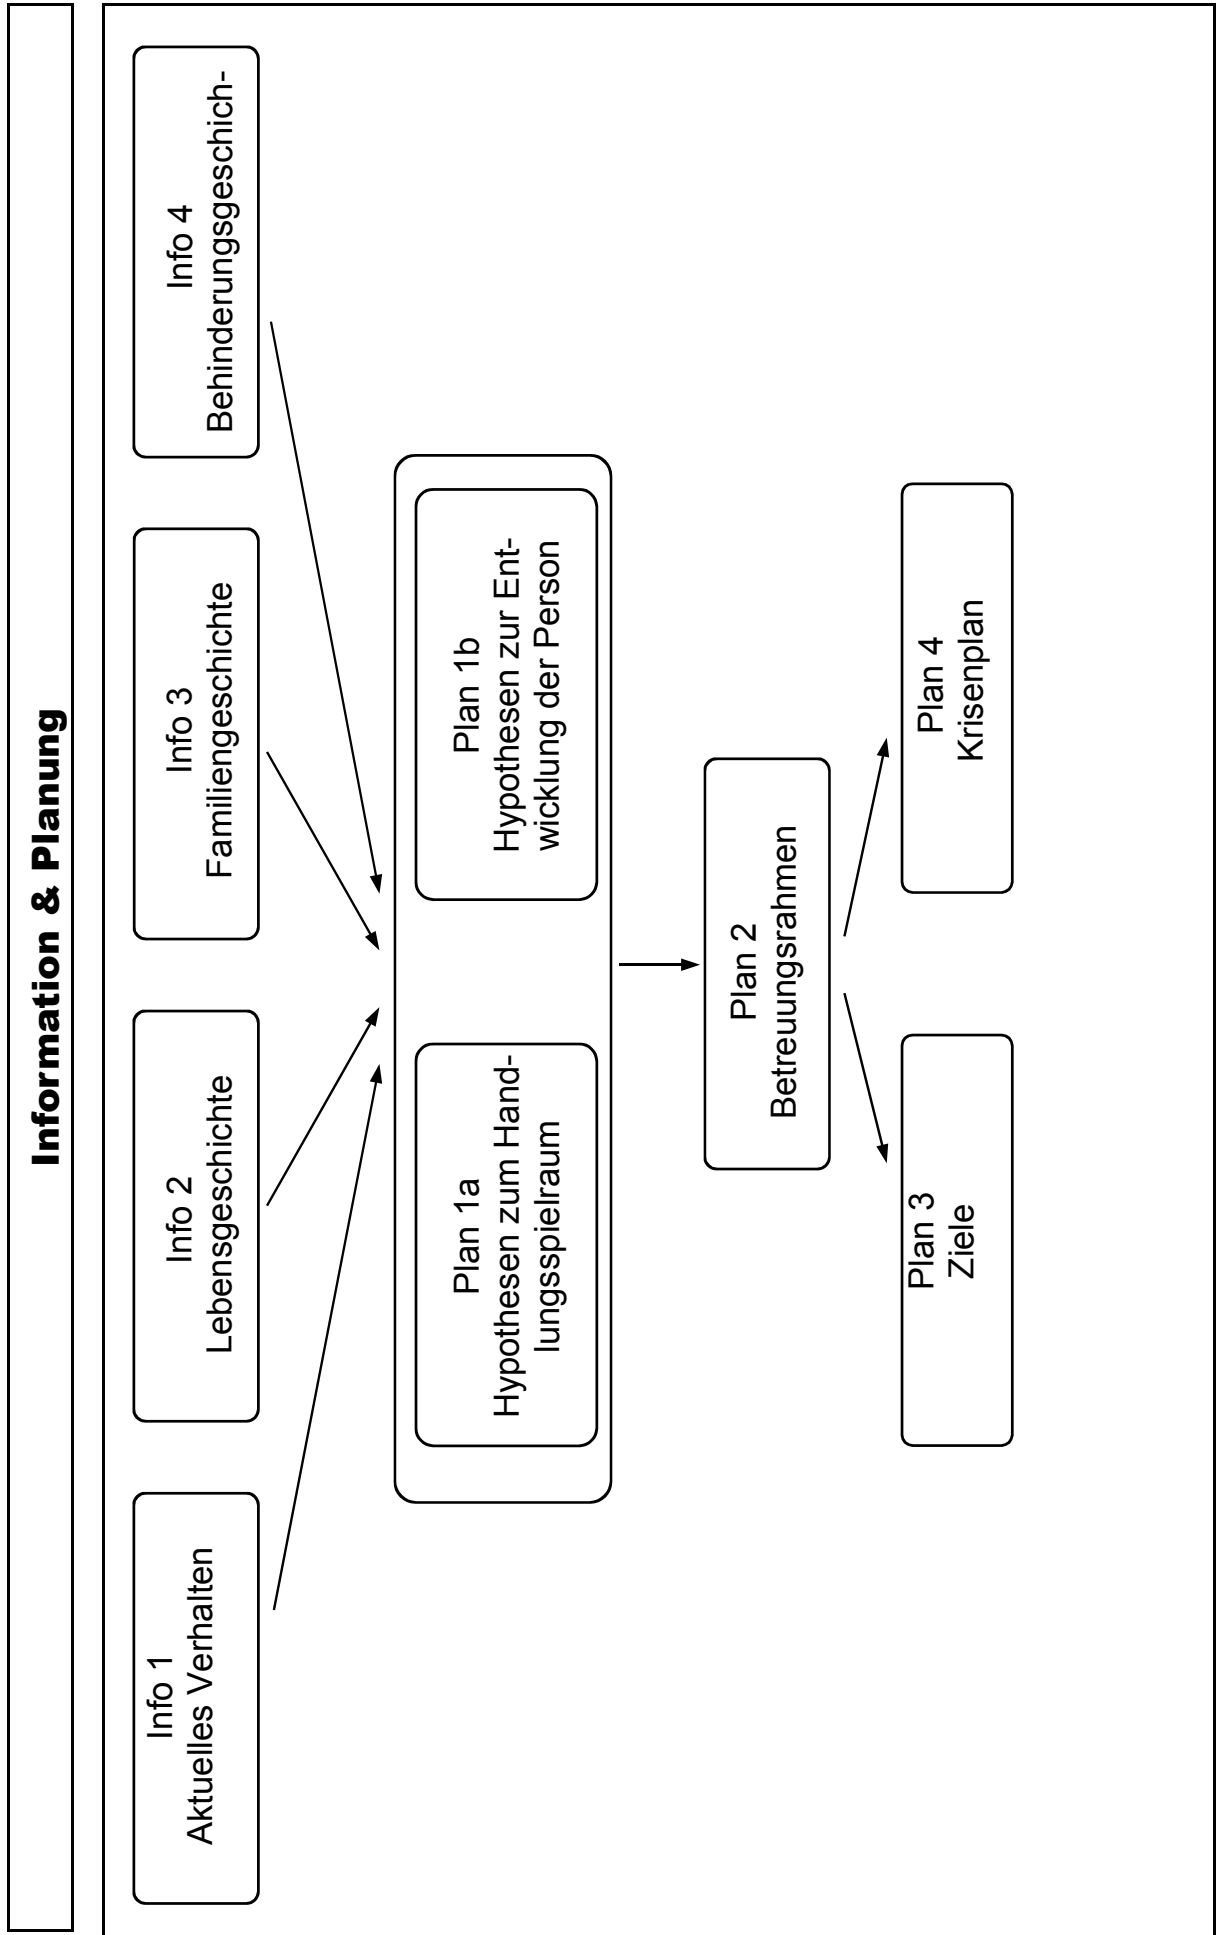 Information & Planung
Info 1
Aktuelles Verhalten
Info 2
Lebensgeschichte
Info 3
Familiengeschichte
Info 4
Behinderungsgeschich-
Plan 1a
Hypothesen zum Hand-
lungsspielraum
Plan 1b
Hypothesen zur Ent-
wicklung der Person
Plan 2
Betreuungsrahmen
Plan 3
Ziele
Plan 4
Krisenplan